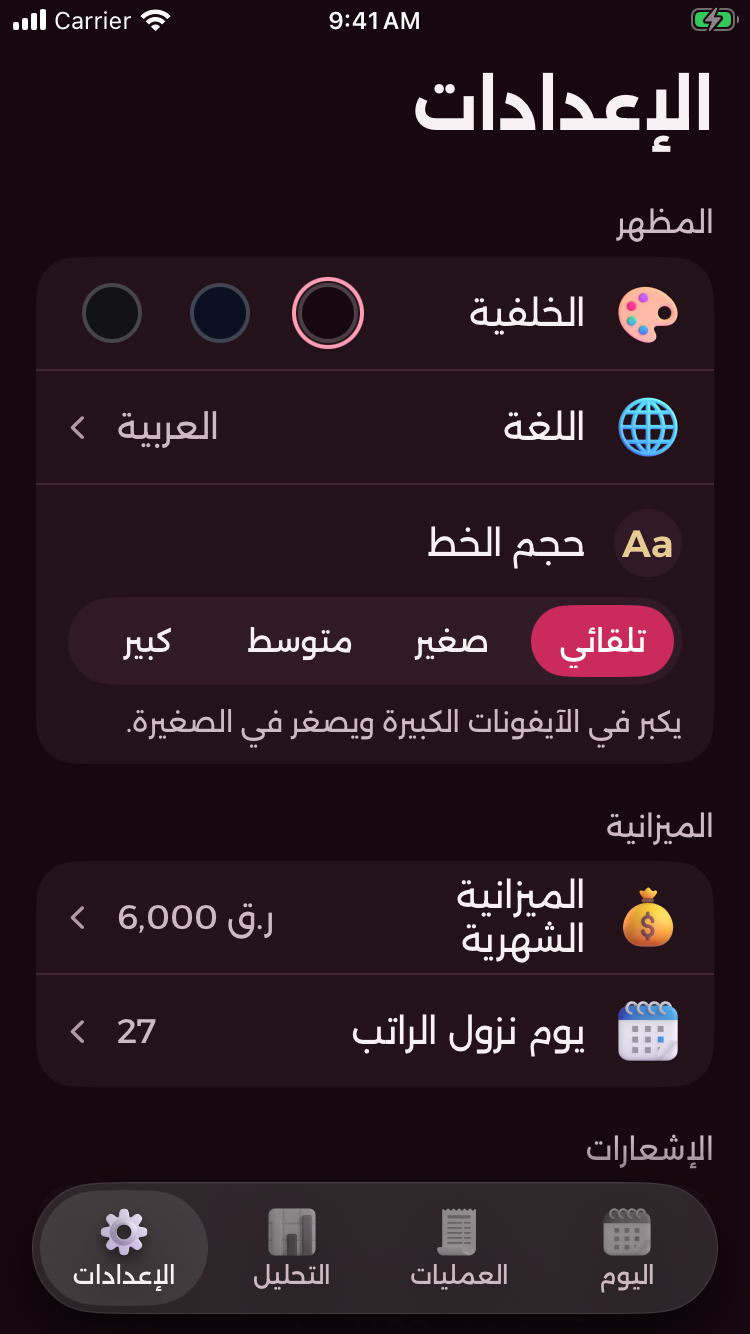 Carrier 9:41 AM
الإعدادات
المظهر
الخلفية
اللغة العربية
Aa حجم الخط
تلقائي صغير متوسط كبير
يكبر في الآيفونات الكبيرة ويصغر في الصغيرة.
الميزانية
الميزانية
الشهرية
ر.ق 6,000
يوم نزول الراتب 27
الإشعارات
اليوم العمليات التحليل الإعدادات